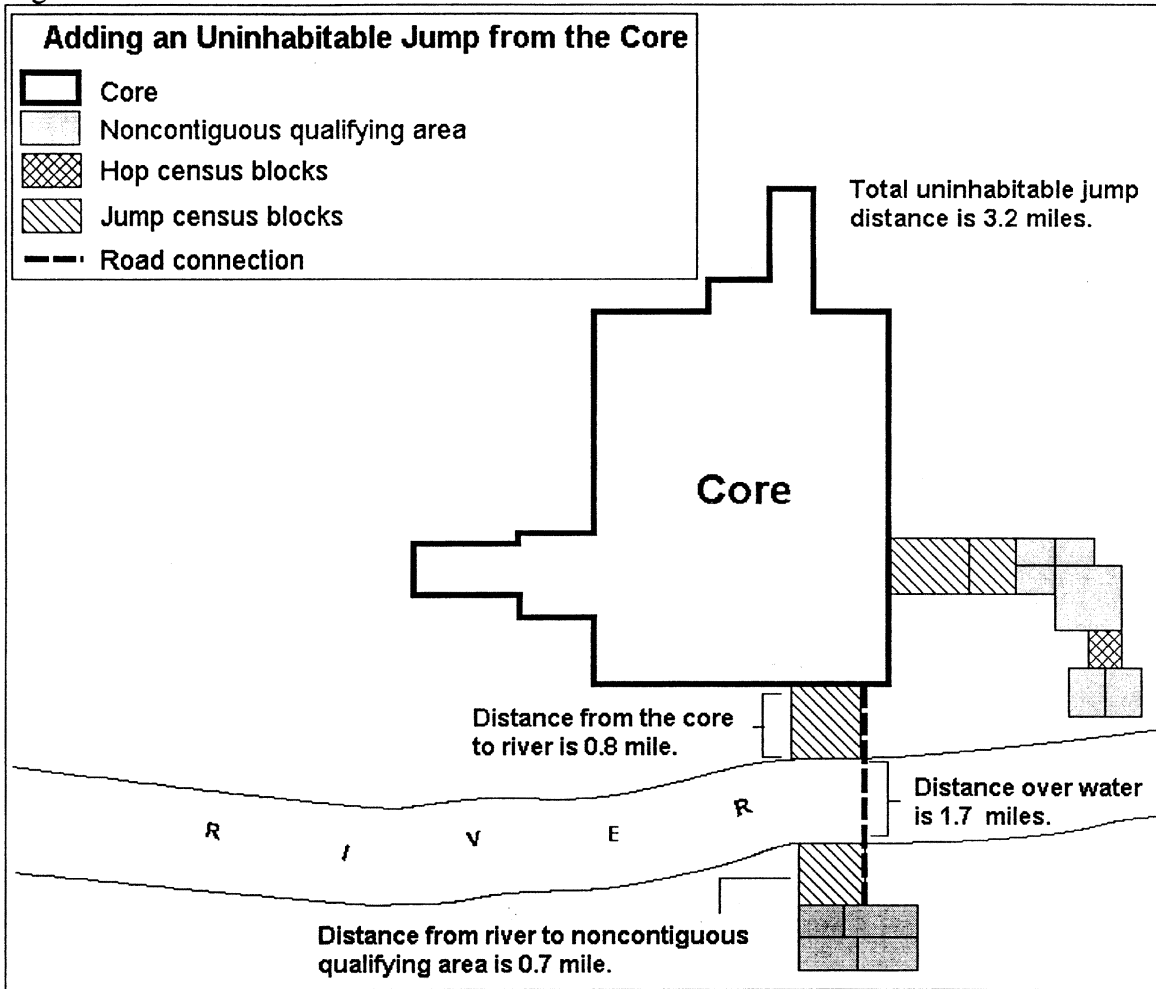 Adding an Uninhabitable Jump from the Core
Core
Noncontiguous qualifying area
Hop census blocks
Jump census blocks
Road connection
Total uninhabitable jump
distance is 3.2 miles.
Core
Distance from the core
to river is 0.8 mile.
Distance over water
is 1.7 miles.
R I V E R
Distance from river to noncontiguous
qualifying area is 0.7 mile.